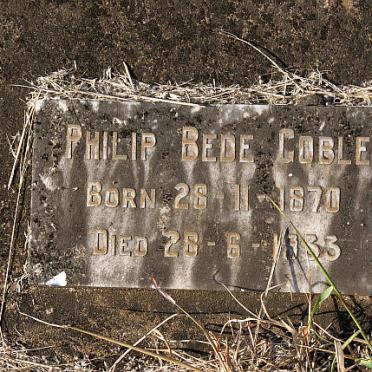 PHILIP BEDE COBLE
BORN 28-11-1870
DIED 28-6-1933